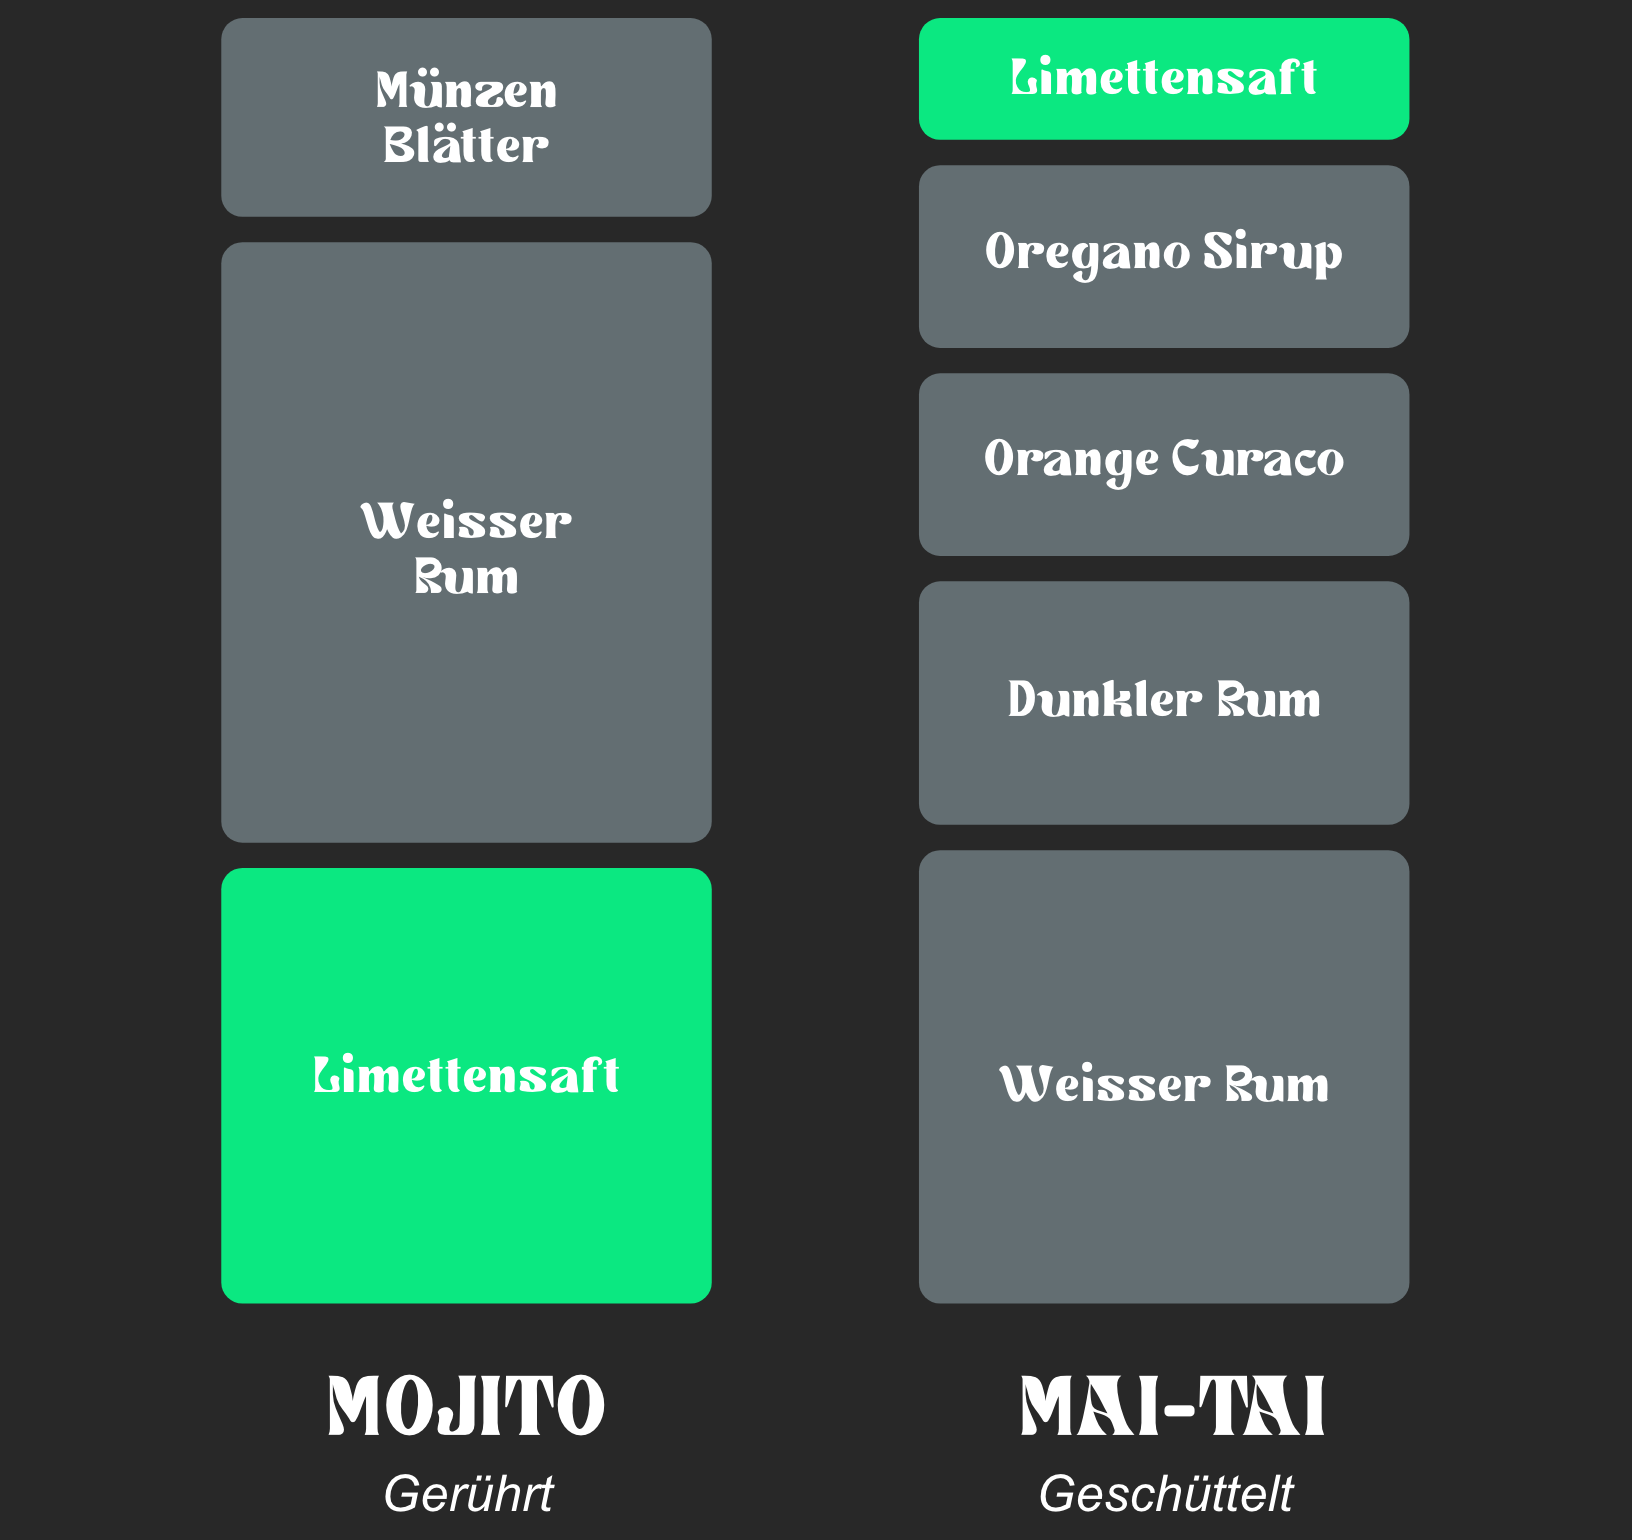 Münzen
Blätter
Weisser
Rum
Limettensaft
MOJITO
Gerührt
Limettensaft
Oregano Sirup
Orange Curaco
Dunkler Rum
Weisser Rum
MAI-TAI
Geschüttelt